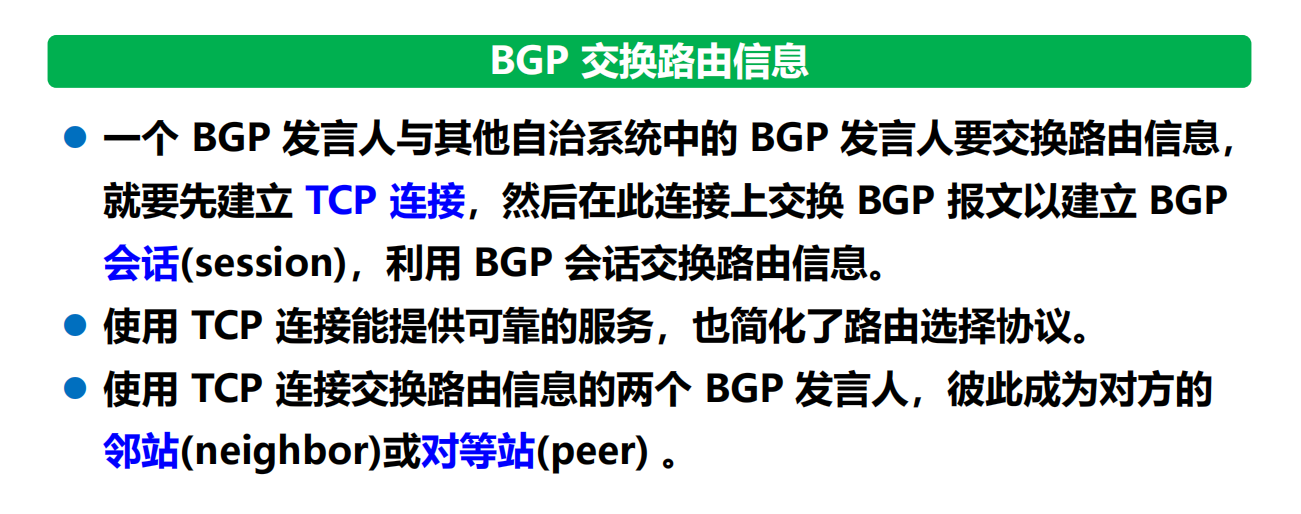 BGP 交换路由信息
一个 BGP 发言人与其他自治系统中的 BGP 发言人要交换路由信息，
就要先建立 TCP 连接，然后在此连接上交换 BGP 报文以建立 BGP
会话(session)，利用 BGP 会话交换路由信息。
使用 TCP 连接能提供可靠的服务，也简化了路由选择协议。
使用 TCP 连接交换路由信息的两个 BGP 发言人，彼此成为对方的
邻站(neighbor)或对等站(peer) 。